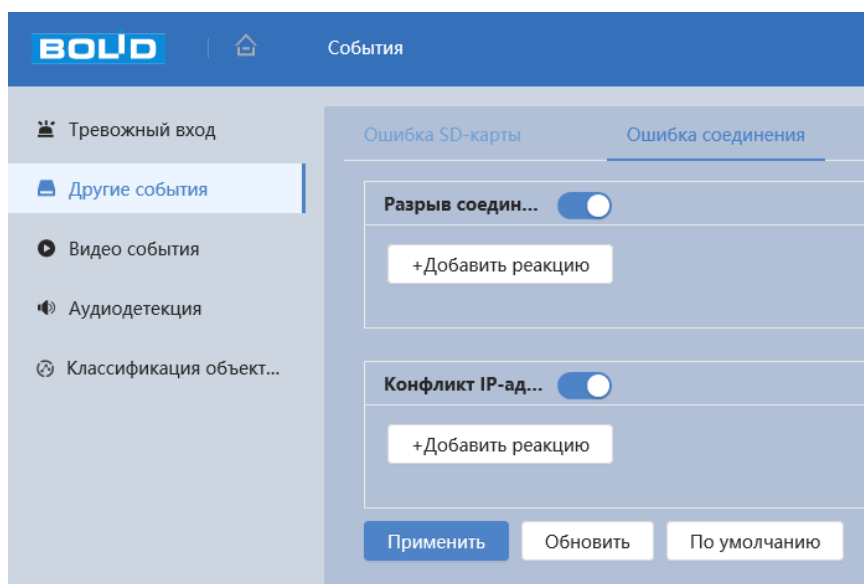 BOLID
События
Тревожный вход
Другие события
Видео события
Аудиодетекция
Классификация объект...
Ошибка SD-карты
Ошибка соединения
Разрыв соедин...
+Добавить реакцию
Конфликт IP-ад...
+Добавить реакцию
Применить
Обновить
По умолчанию